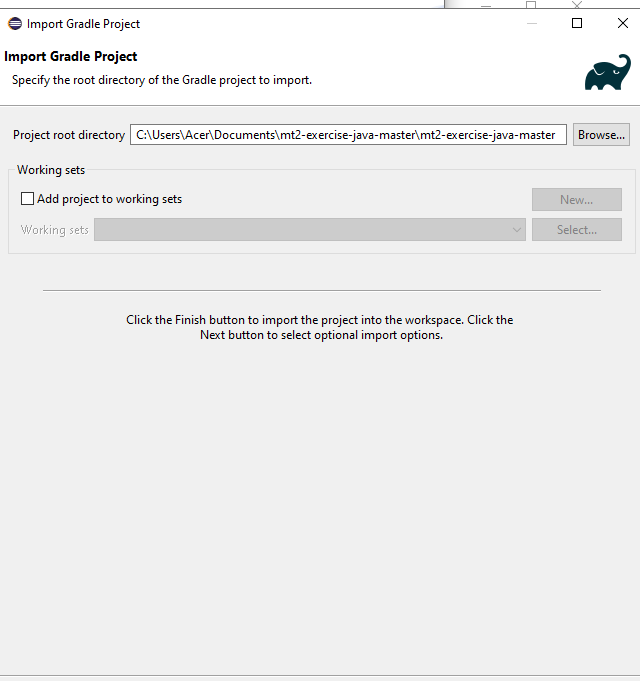 Import Gradle Project
Import Gradle Project
Specify the root directory of the Gradle project to import.
Project root directory C:\Users\Acer\Documents\mt2-exercise-java-master\mt2-exercise-java-master Browse...
Working sets
Add project to working sets New...
Working sets Select...
Click the Finish button to import the project into the workspace. Click the
Next button to select optional import options.